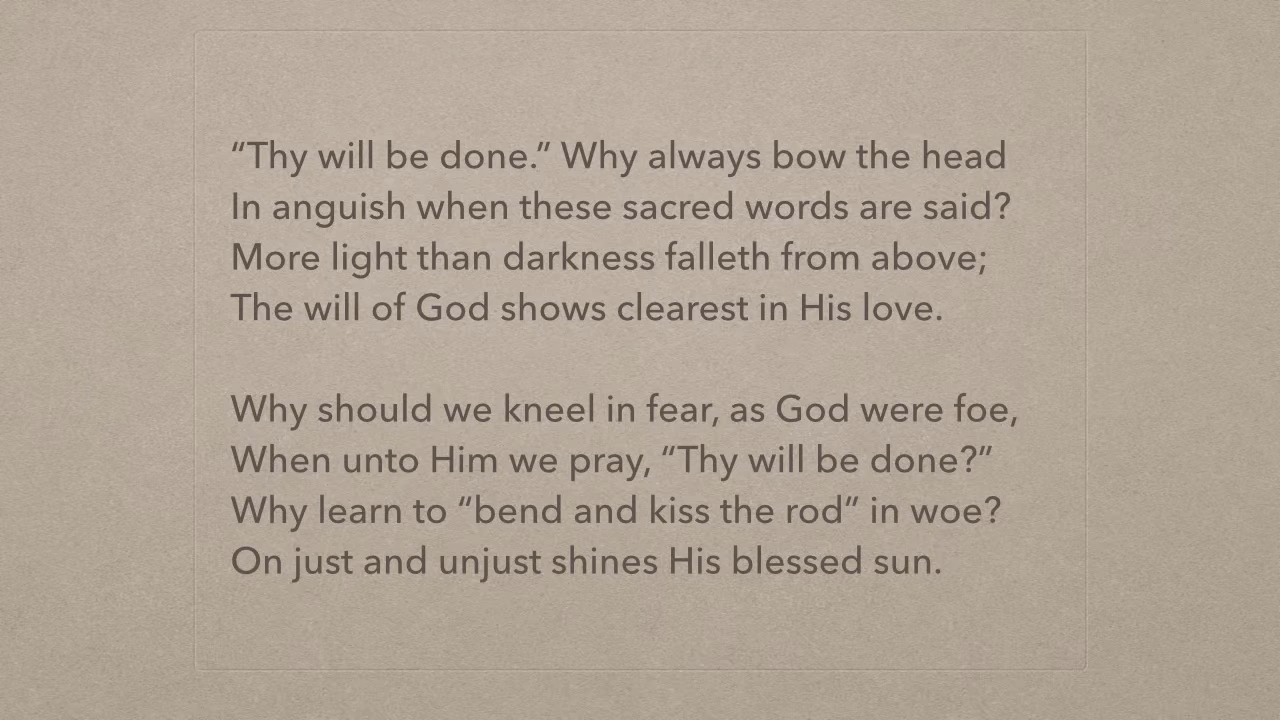 “Thy will be done.” Why always bow the head
In anguish when these sacred words are said?
More light than darkness falleth from above;
The will of God shows clearest in His love.
Why should we kneel in fear, as God were foe,
When unto Him we pray, “Thy will be done?”
Why learn to “bend and kiss the rod” in woe?
On just and unjust shines His blessed sun.